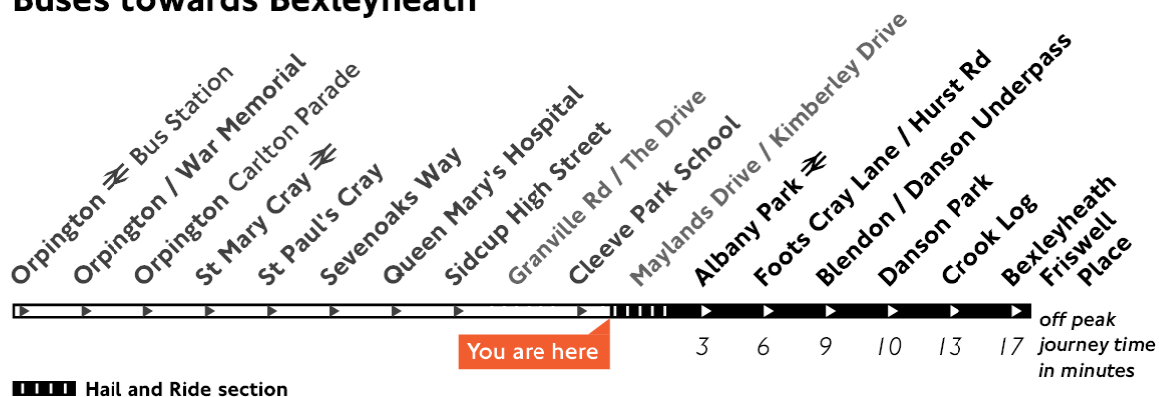 Buses towards Bexleyheath
Orpington Bus Station
Orpington / War Memorial
Orpington Carlton Parade
St Mary Cray
St Paul's Cray
Sevenoaks Way
Queen Mary's Hospital
Sidcup High Street
Granville Rd / The Drive
Cleeve Park School
Maylands Drive / Kimberley Drive
Albany Park
Foots Cray Lane / Hurst Rd
Blendon / Danson Underpass
Danson Park
Crook Log
Bexleyheath
Friswell
Place
You are here
3 6 9 10 13 17
off peak
journey time
in minutes
Hail and Ride section